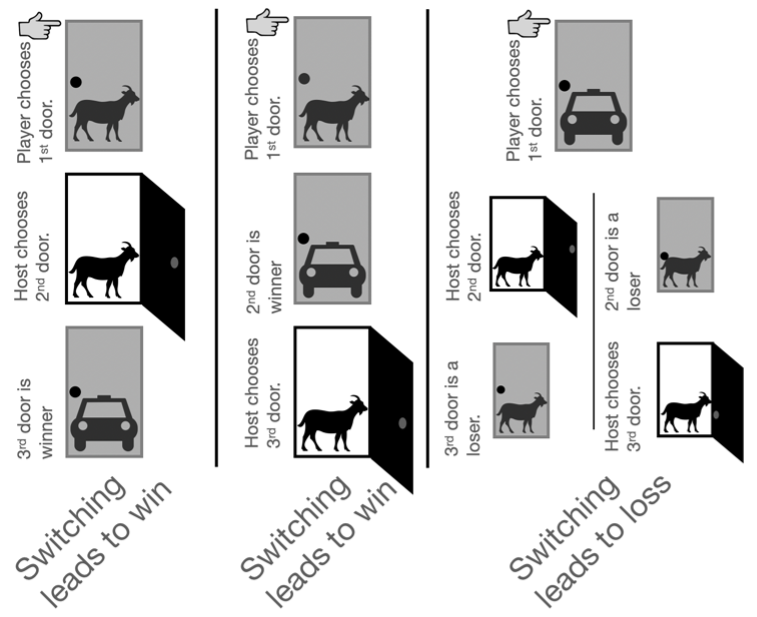 Player chooses
1st door.
Host chooses
2nd door.
3rd door is
winner
Switching
leads to win
Player chooses
1st door.
2nd door is
winner
Host chooses
3rd door.
Switching
leads to win
Player chooses
1st door.
Host chooses
2nd door.
3rd door is a
loser.
2nd door is a
loser
Host chooses
3rd door.
Switching
leads to loss